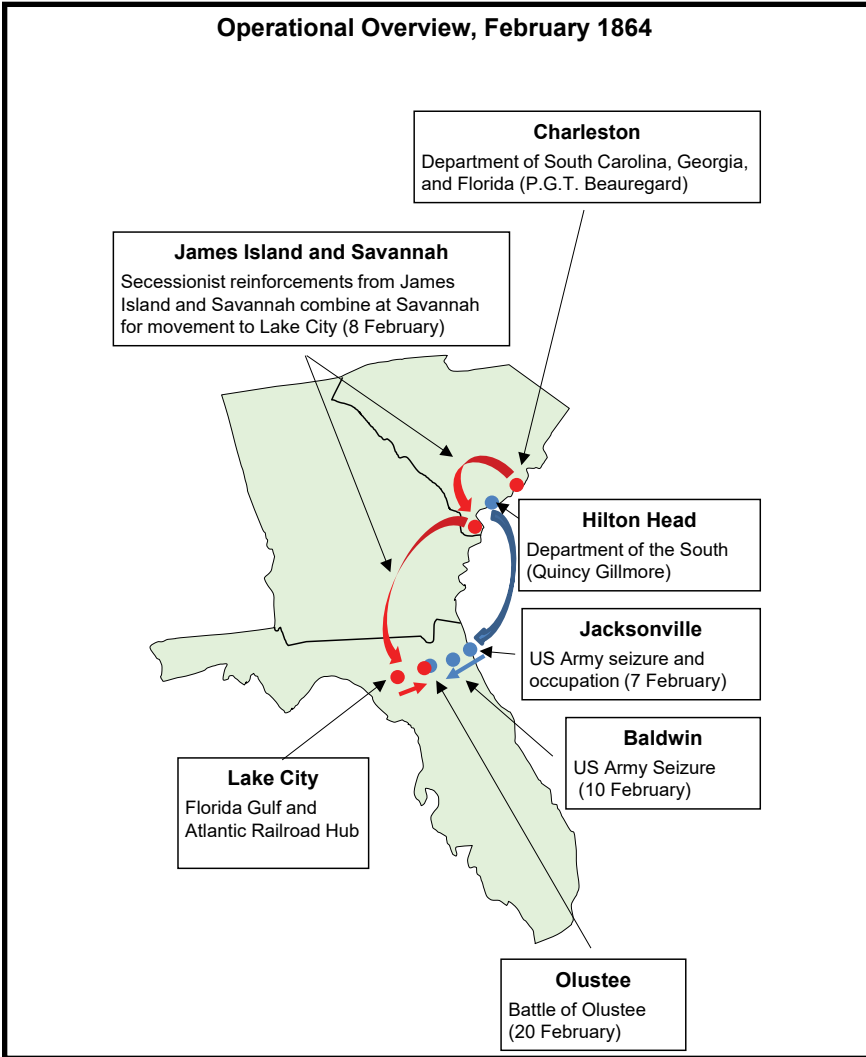 Operational Overview, February 1864
Charleston
Department of South Carolina, Georgia,
and Florida (P.G.T. Beauregard)
James Island and Savannah
Secessionist reinforcements from James
Island and Savannah combine at Savannah
for movement to Lake City (8 February)
Hilton Head
Department of the South
(Quincy Gillmore)
Jacksonville
US Army seizure and
occupation (7 February)
Baldwin
US Army Seizure
(10 February)
Lake City
Florida Gulf and
Atlantic Railroad Hub
Olustee
Battle of Olustee
(20 February)